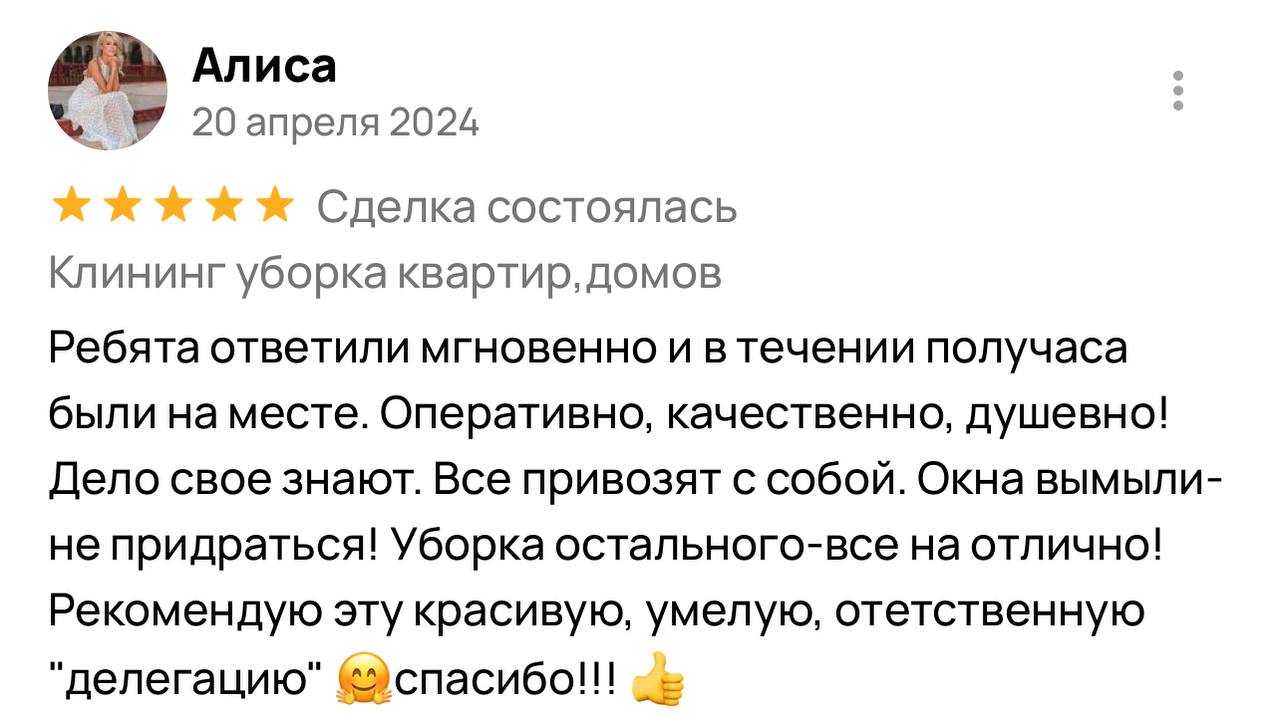 Алиса
20 апреля 2024
Сделка состоялась
Клининг уборка квартир,домов
Ребята ответили мгновенно и в течении получаса
были на месте. Оперативно, качественно, душевно!
Дело свое знают. Все привозят с собой. Окна вымыли-
не придраться! Уборка остального-все на отлично!
Рекомендую эту красивую, умелую, отетственную
"делегацию" 🤗спасибо!!! 👍